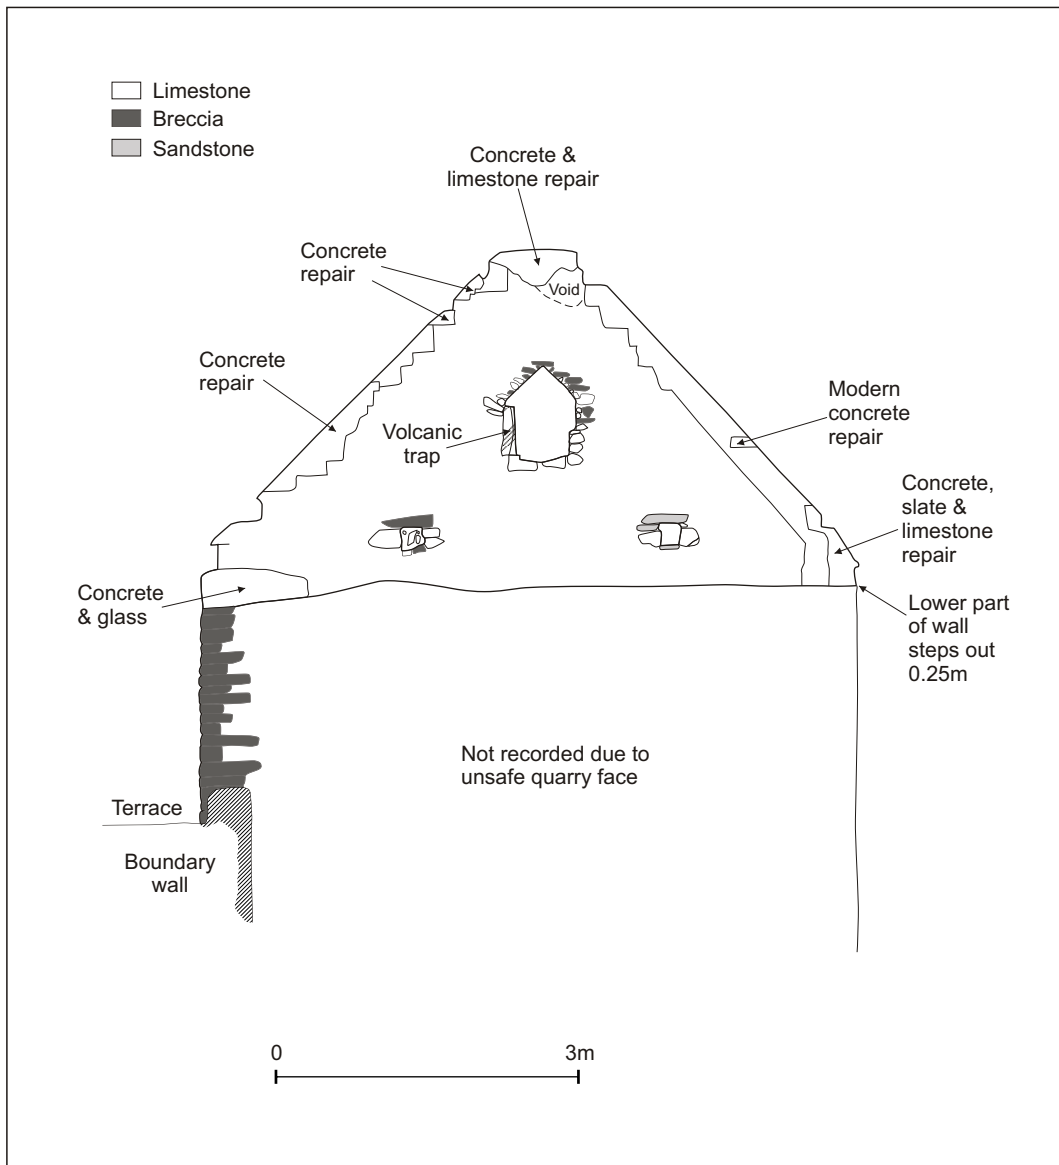 Limestone
Breccia
Sandstone
Concrete &
limestone repair
Concrete
repair
Void
Concrete
repair
Volcanic
trap
Modern
concrete
repair
Concrete,
slate &
limestone
repair
Concrete
& glass
Lower part
of wall
steps out
0.25m
Not recorded due to
unsafe quarry face
Terrace
Boundary
wall
0
3m